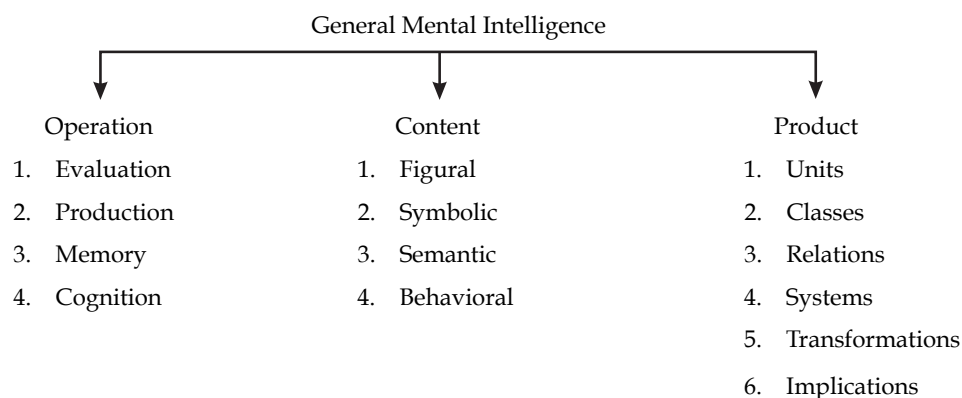 General Mental Intelligence
Operation
1. Evaluation
2. Production
3. Memory
4. Cognition
Content
1. Figural
2. Symbolic
3. Semantic
4. Behavioral
Product
1. Units
2. Classes
3. Relations
4. Systems
5. Transformations
6. Implications